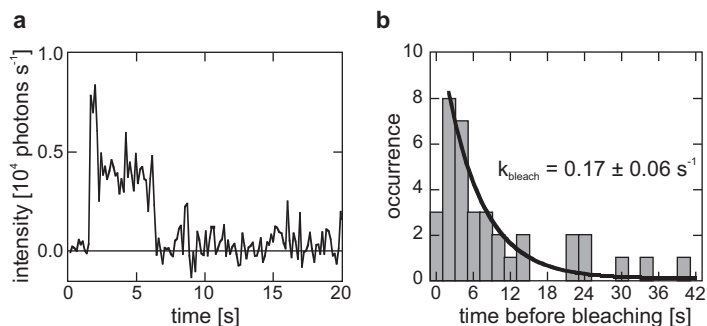 a
1.0
0.5
0.0
intensity [10⁴ photons s⁻¹]
0 5 10 15 20
time [s]
b
10
8
6
4
2
0
occurrence
k_bleach = 0.17 ± 0.06 s⁻¹
0 6 12 18 24 30 36 42
time before bleaching [s]